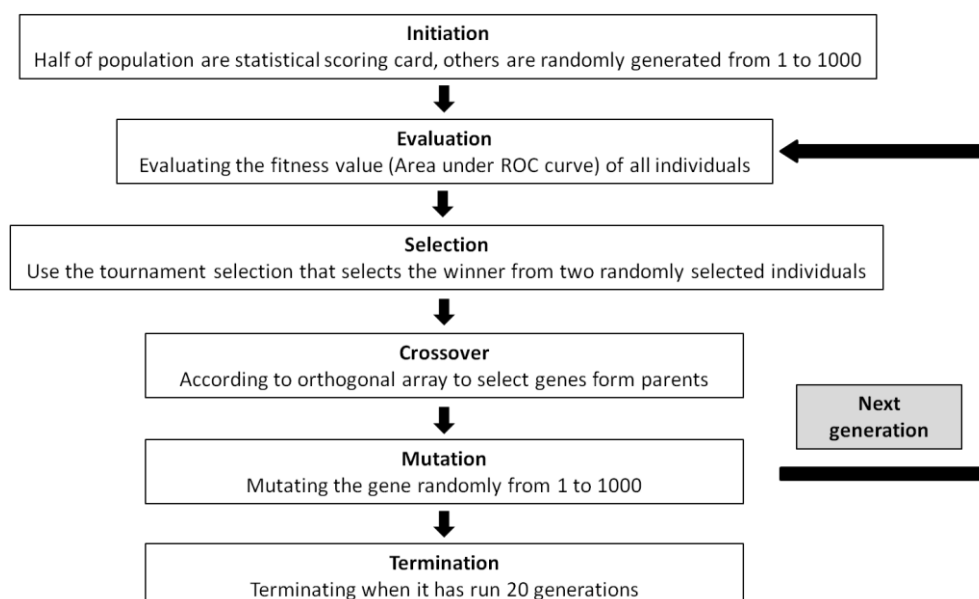 Initiation
Half of population are statistical scoring card, others are randomly generated from 1 to 1000
Evaluation
Evaluating the fitness value (Area under ROC curve) of all individuals
Selection
Use the tournament selection that selects the winner from two randomly selected individuals
Crossover
According to orthogonal array to select genes form parents
Next
generation
Mutation
Mutating the gene randomly from 1 to 1000
Termination
Terminating when it has run 20 generations